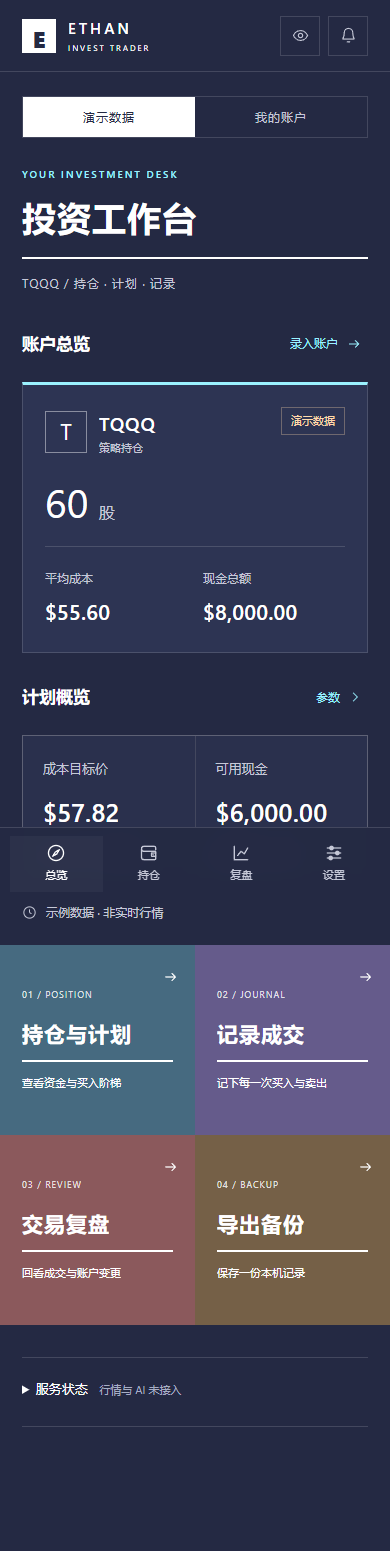 E
ETHAN
INVEST TRADER
演示数据
我的账户
YOUR INVESTMENT DESK
投资工作台
TQQQ / 持仓 · 计划 · 记录
账户总览
录入账户 →
T
TQQQ
策略持仓
演示数据
60 股
平均成本
现金总额
$55.60
$8,000.00
计划概览
参数 >
成本目标价
可用现金
$57.82
$6,000.00
总览
持仓
复盘
设置
示例数据 · 非实时行情
01 / POSITION
持仓与计划
查看资金与买入阶梯
02 / JOURNAL
记录成交
记下每一次买入与卖出
03 / REVIEW
交易复盘
回看成交与账户变更
04 / BACKUP
导出备份
保存一份本机记录
服务状态 行情与 AI 未接入